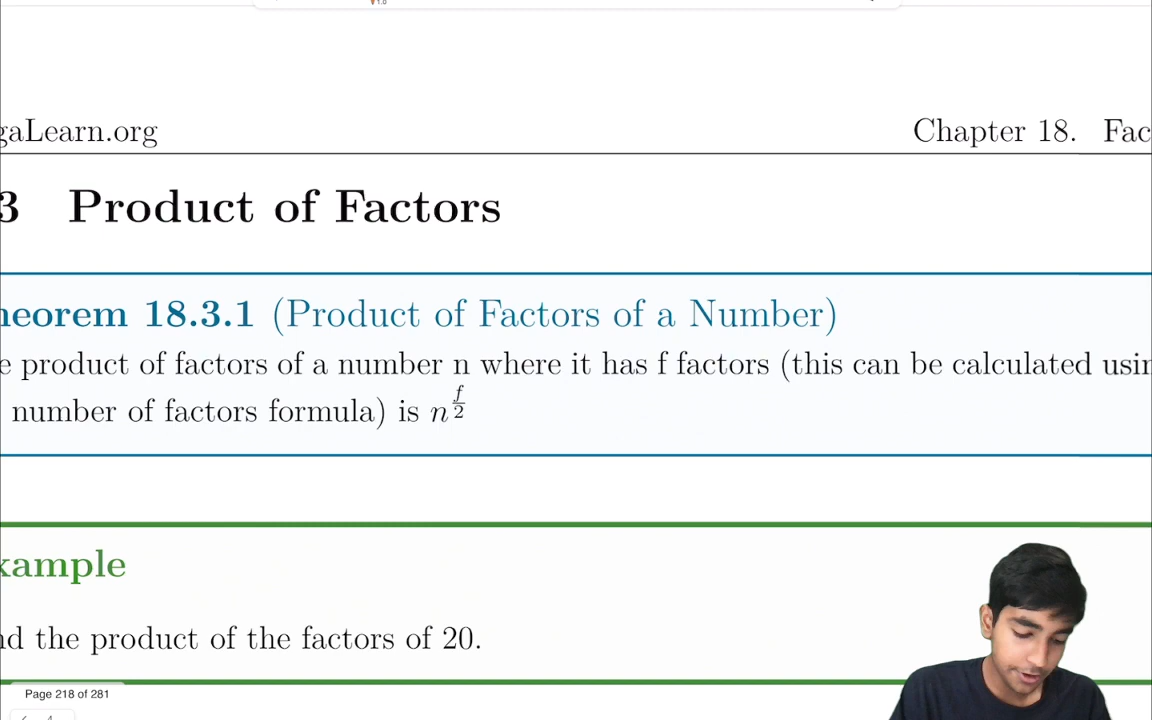 gaLearn.org
Chapter 18. Fac
3 Product of Factors
heorem 18.3.1 (Product of Factors of a Number)
e product of factors of a number n where it has f factors (this can be calculated usin
number of factors formula) is $n^{\frac{f}{2}}$
xample
nd the product of the factors of 20.
Page 218 of 281